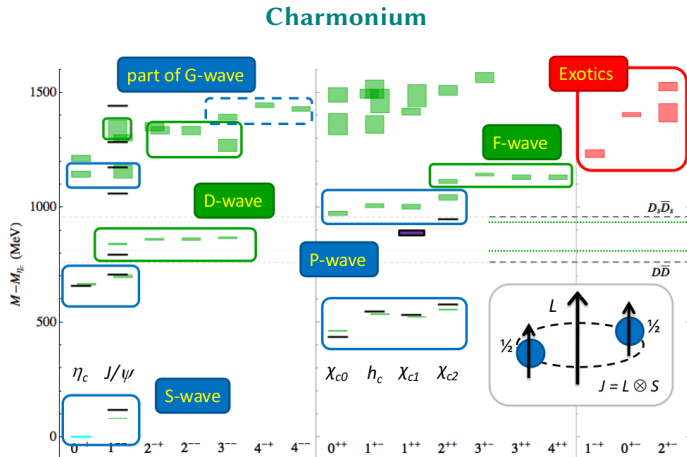 Charmonium
part of G-wave
Exotics
F-wave
D-wave
P-wave
S-wave
M−M_ηc (MeV)
1500
1000
500
0
D_s D̄_s
D D̄
η_c J/ψ
χ_c0 h_c χ_c1 χ_c2
L
½ ½
J = L ⊗ S
0⁻⁺ 1⁻⁻ 2⁻⁺ 2⁻⁻ 3⁻⁻ 4⁻⁺ 4⁻⁻ 0⁺⁺ 1⁺⁻ 1⁺⁺ 2⁺⁺ 3⁺⁻ 3⁺⁺ 4⁺⁺ 1⁻⁺ 0⁺⁻ 2⁺⁻